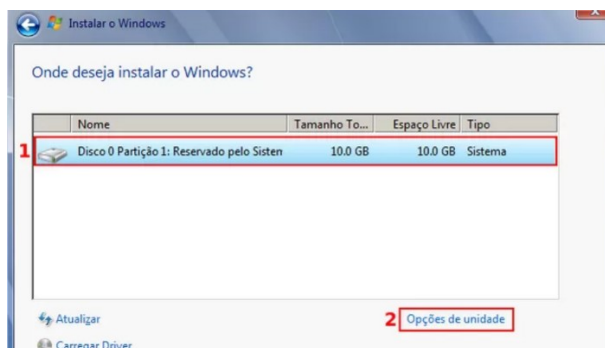 Instalar o Windows
Onde deseja instalar o Windows?
Nome Tamanho To... Espaço Livre Tipo
1 Disco 0 Partição 1: Reservado pelo Sisten 10.0 GB 10.0 GB Sistema
Atualizar 2 Opções de unidade
Carregar Driver